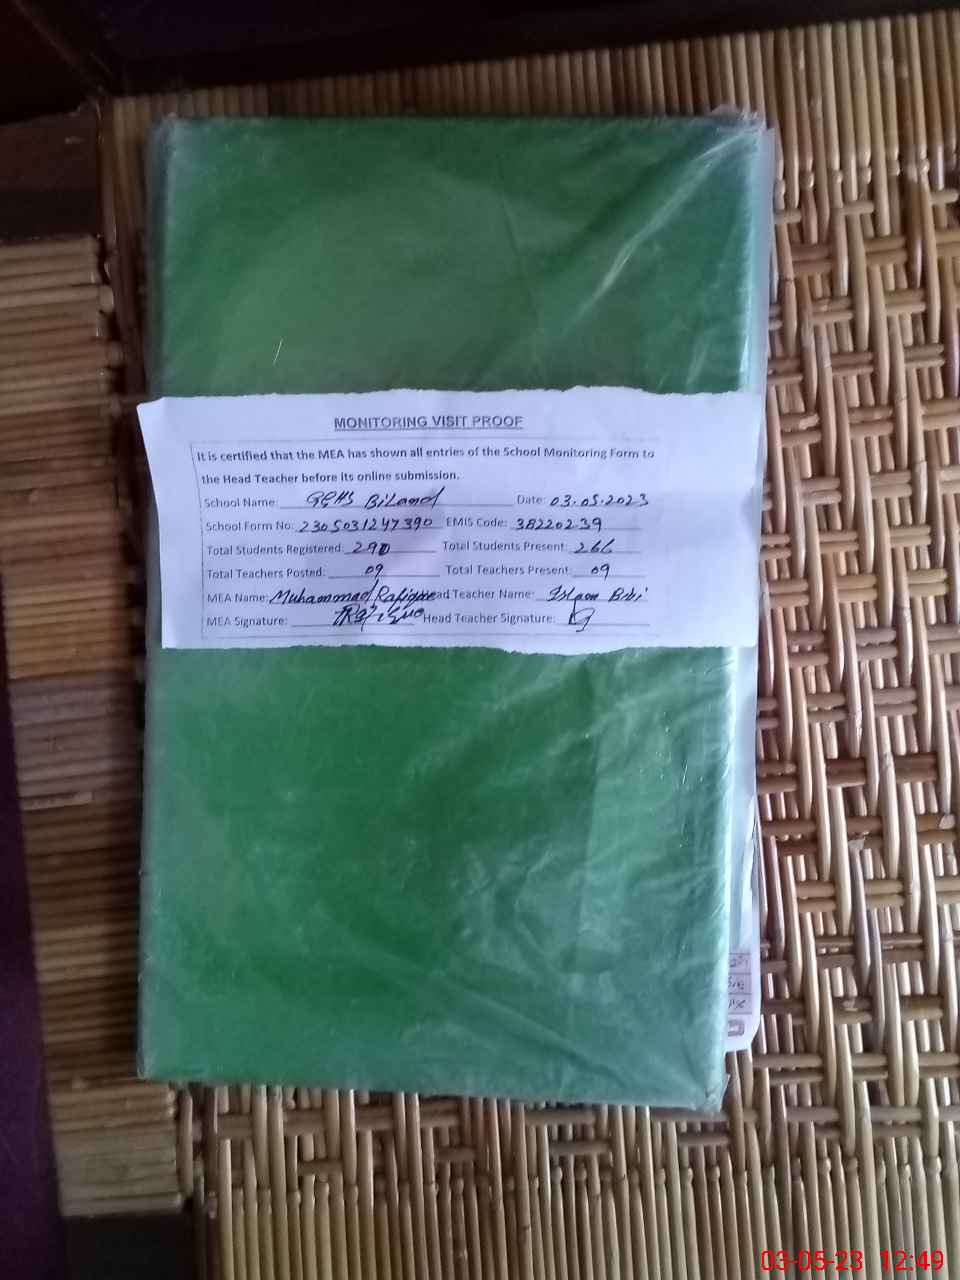 MONITORING VISIT PROOF
It is certified that the MEA has shown all entries of the School Monitoring Form to
the Head Teacher before its online submission.
School Name: GGHS BiLand Date: 03.05.2023
School Form No: 2305031247390 EMIS Code: 38220239
Total Students Registered: 290 Total Students Present: 266
Total Teachers Posted: 09 Total Teachers Present: 09
MEA Name: Muhammad Rafique Head Teacher Name: Islam Bibi
MEA Signature: Rafique Head Teacher Signature:
03-05-23 12:49